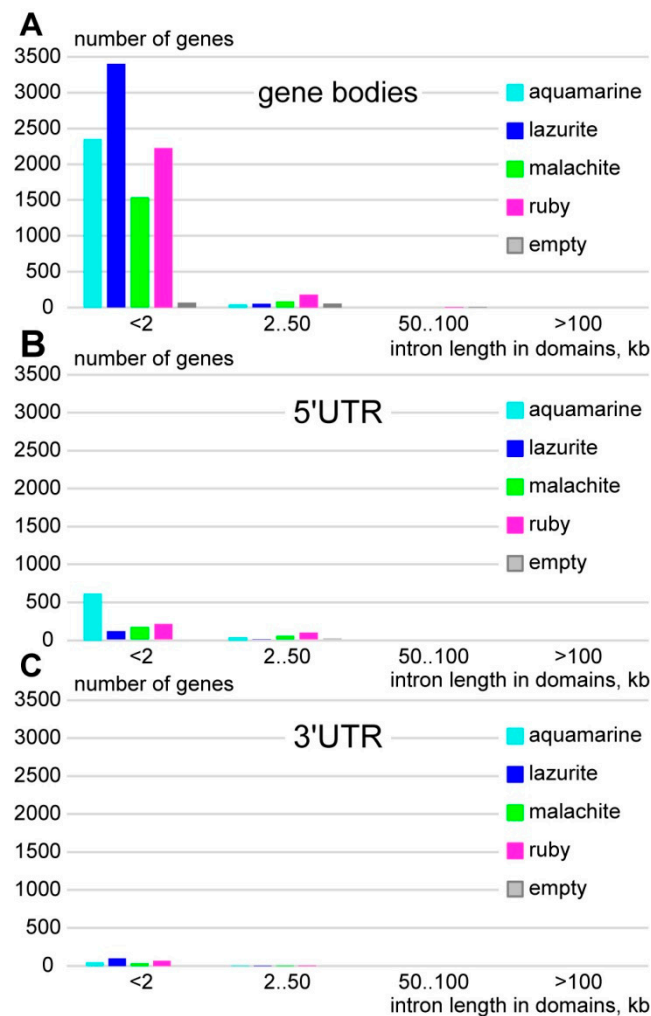 A
number of genes
3500
3000
2500
2000
1500
1000
500
0
gene bodies
aquamarine
lazurite
malachite
ruby
empty
<2 2..50 50..100 >100
intron length in domains, kb
B
number of genes
3500
3000
2500
2000
1500
1000
500
0
5'UTR
aquamarine
lazurite
malachite
ruby
empty
<2 2..50 50..100 >100
intron length in domains, kb
C
number of genes
3500
3000
2500
2000
1500
1000
500
0
3'UTR
aquamarine
lazurite
malachite
ruby
empty
<2 2..50 50..100 >100
intron length in domains, kb